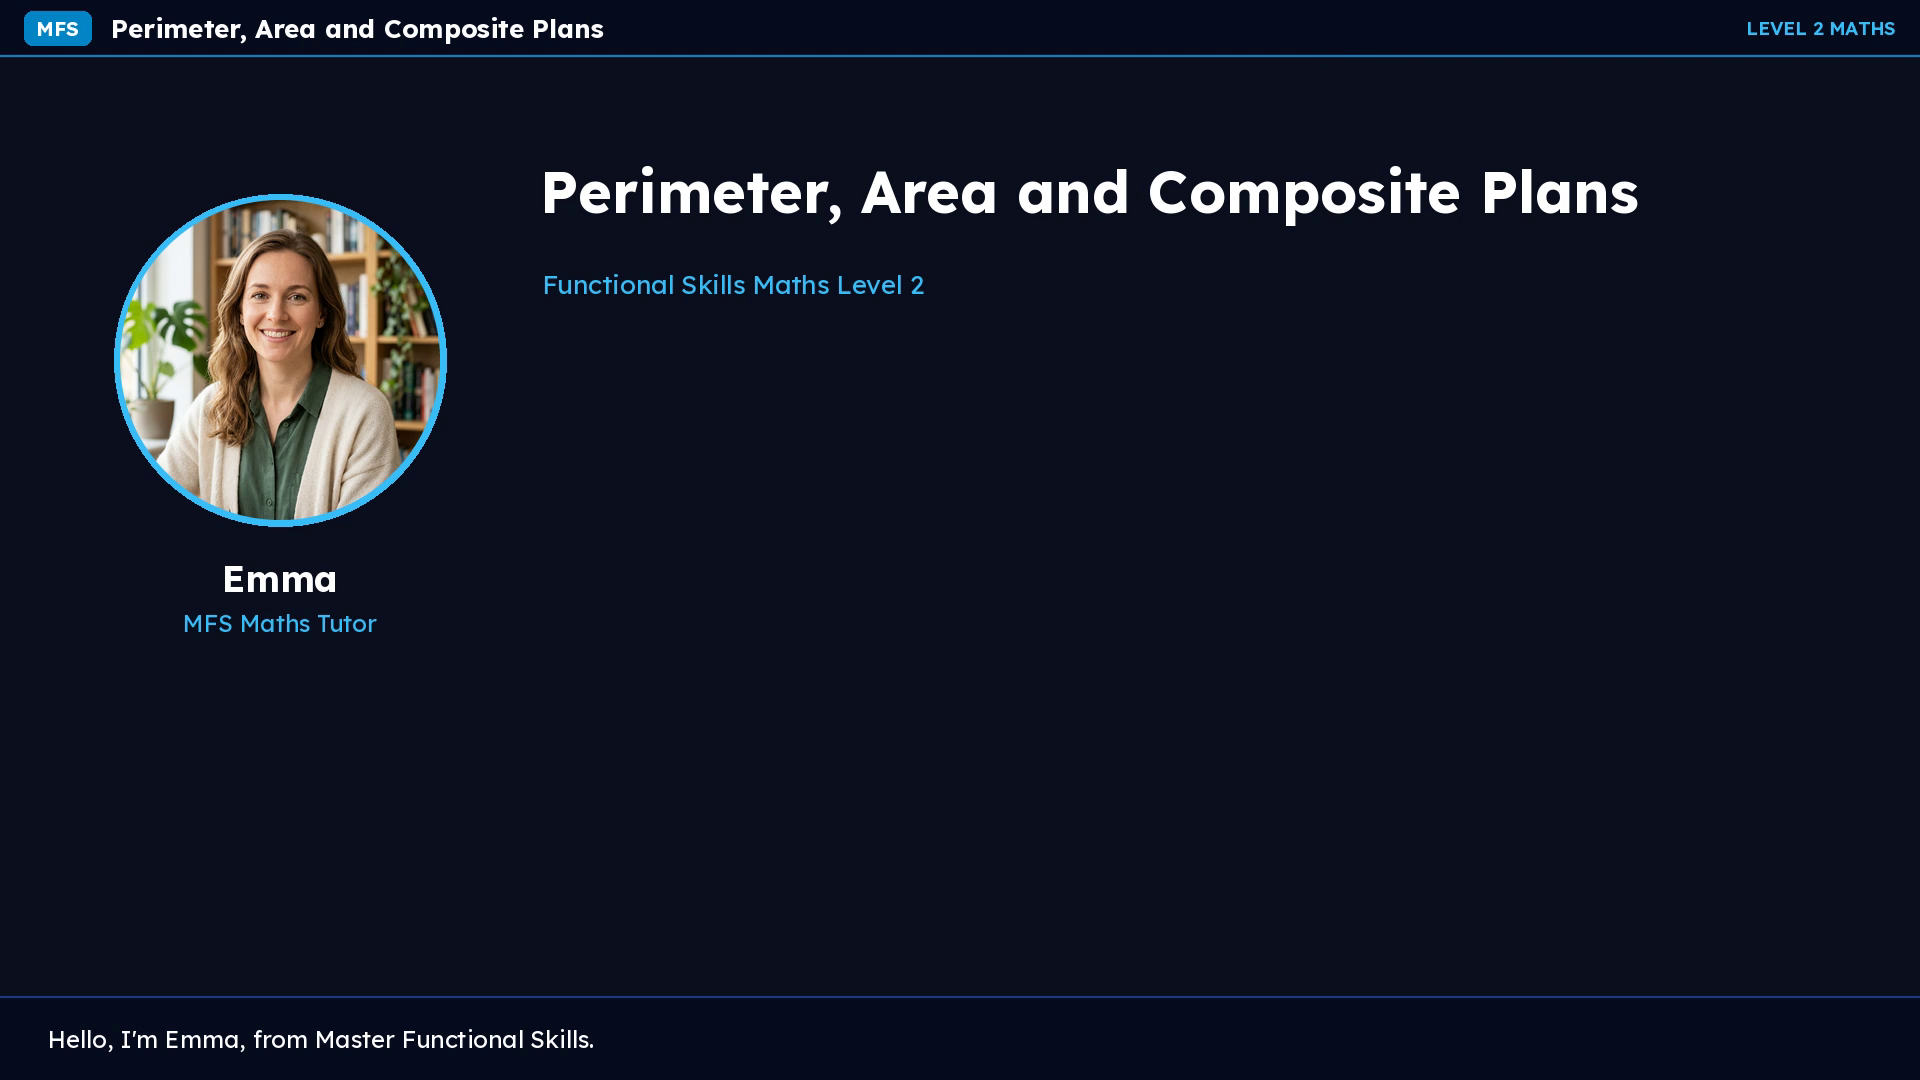 MFS Perimeter, Area and Composite Plans LEVEL 2 MATHS
Perimeter, Area and Composite Plans
Functional Skills Maths Level 2
Emma
MFS Maths Tutor
Hello, I'm Emma, from Master Functional Skills.